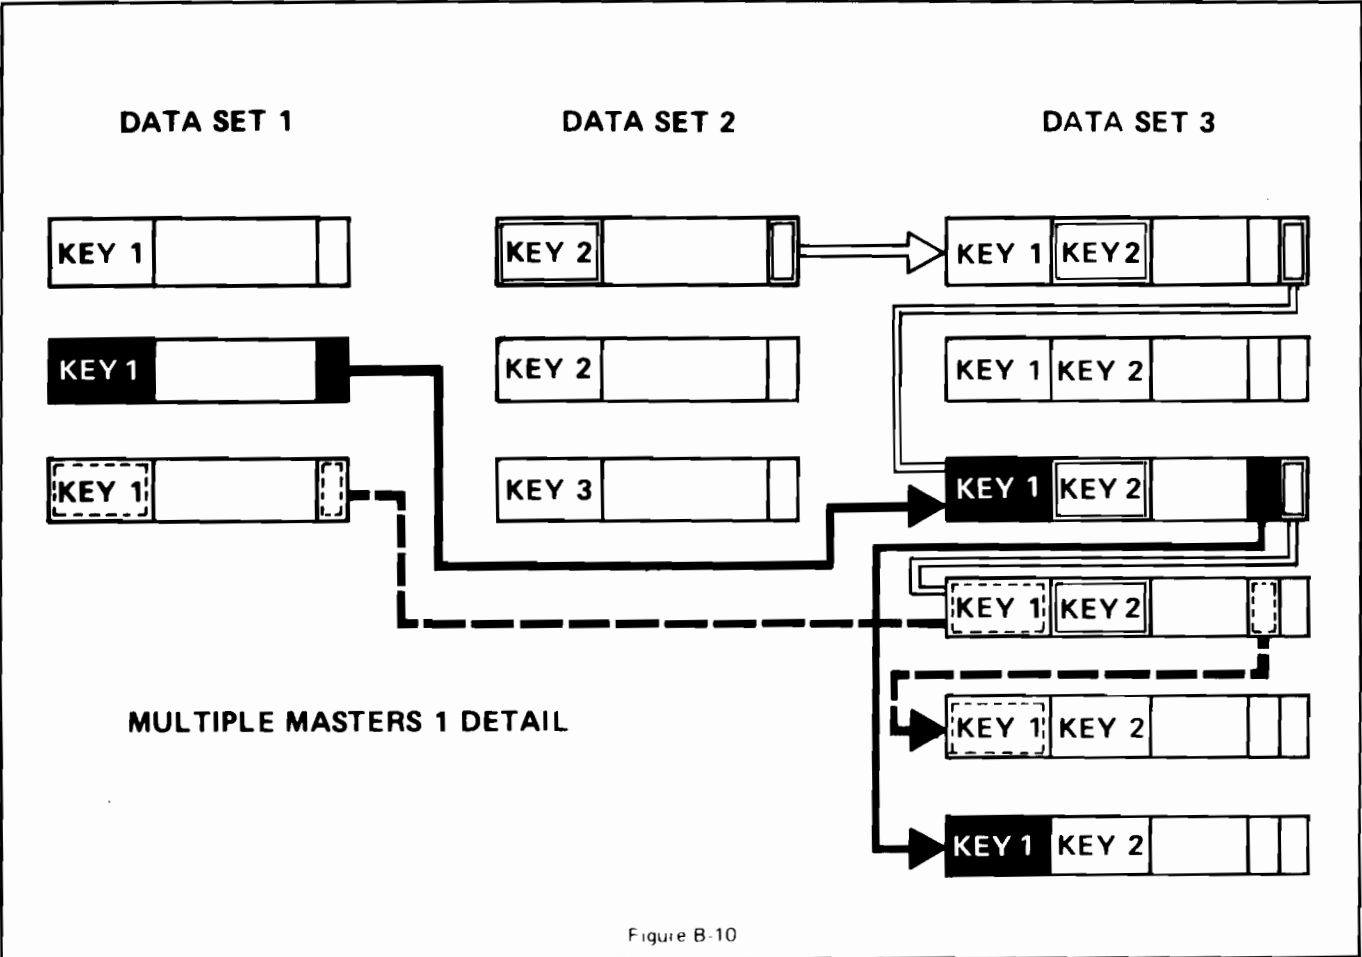 DATA SET 1 DATA SET 2 DATA SET 3
KEY 1 KEY 2 KEY 1 KEY 2
KEY 1 KEY 2 KEY 1 KEY 2
KEY 1 KEY 3 KEY 1 KEY 2
KEY 1 KEY 2
MULTIPLE MASTERS 1 DETAIL KEY 1 KEY 2
KEY 1 KEY 2
Figure B-10